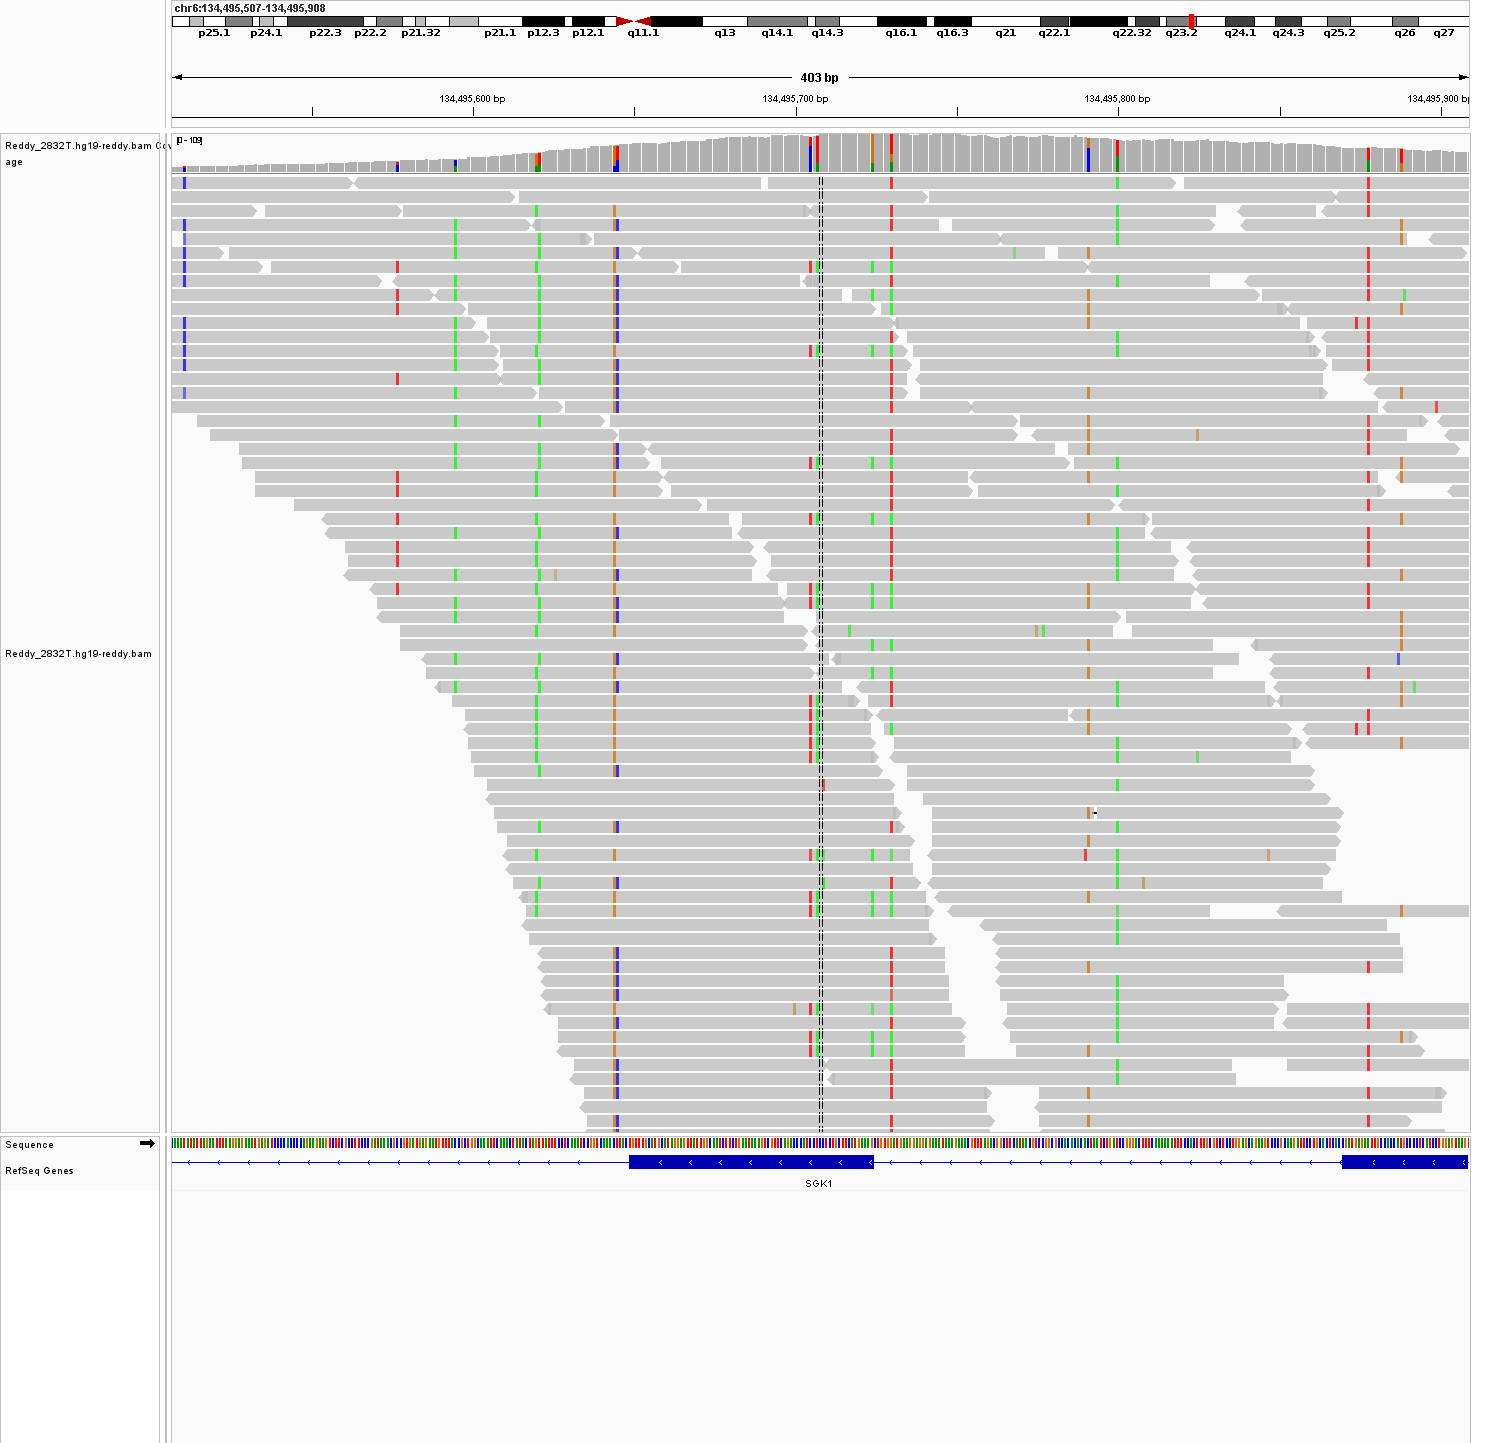 chr6:134,495,507-134,495,908
p25.1 p24.1 p22.3 p22.2 p21.32 p21.1 p12.3 p12.1 q11.1 q13 q14.1 q14.3 q16.1 q16.3 q21 q22.1 q22.32 q23.2 q24.1 q24.3 q25.2 q26 q27
403 bp
134,495,600 bp 134,495,700 bp 134,495,800 bp 134,495,900 bp
Reddy_2832T.hg19-reddy.bam Cov
age
[0 - 109]
Reddy_2832T.hg19-reddy.bam
Sequence
RefSeq Genes
SGK1